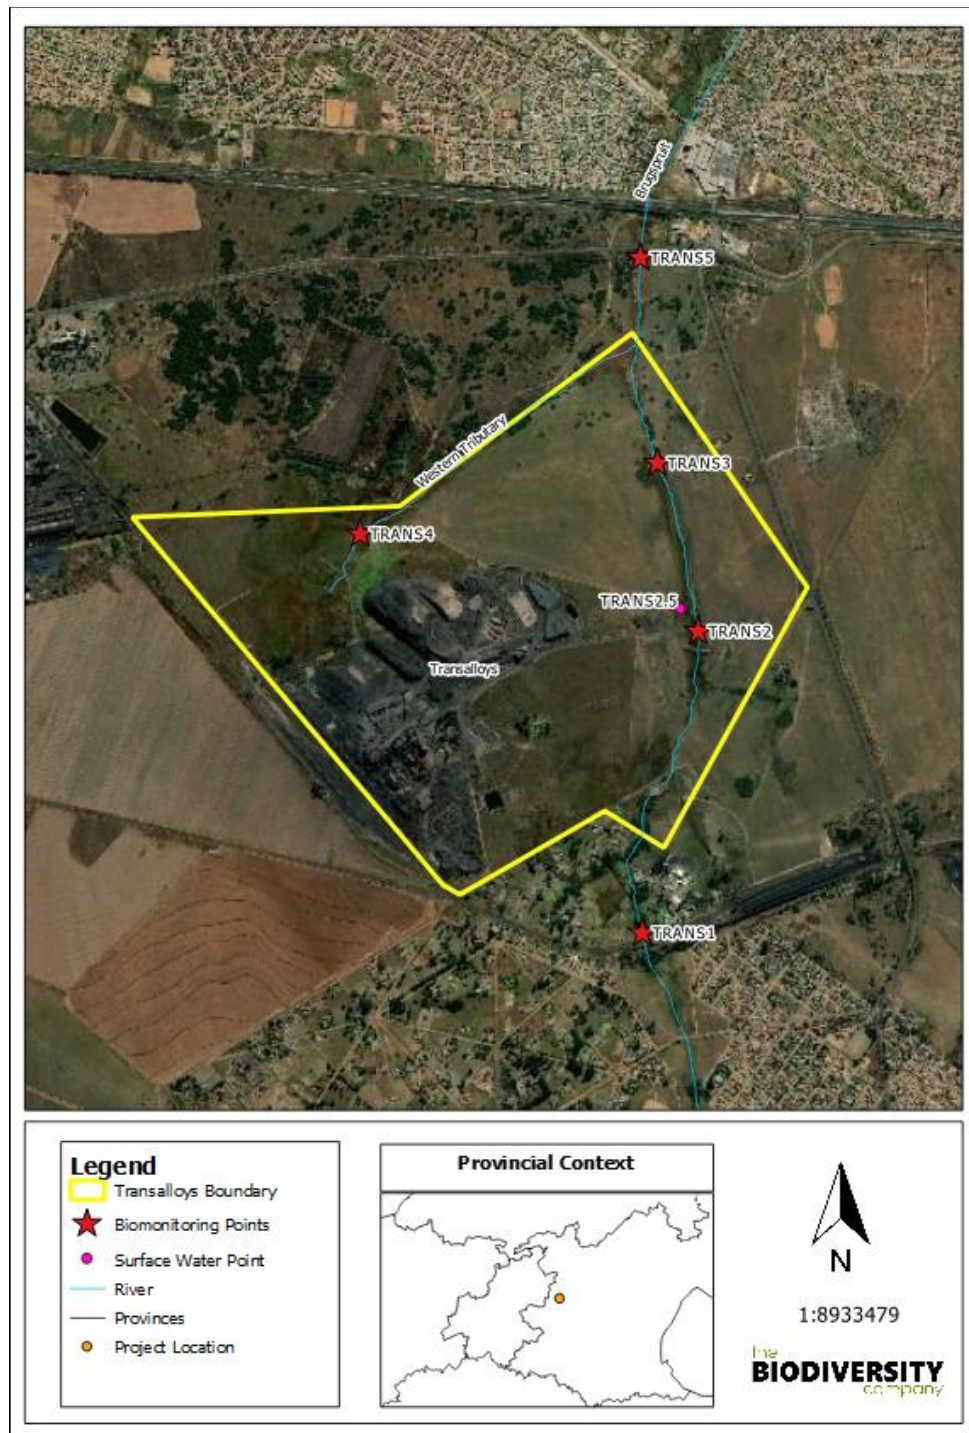 Brugspruit
TRANS5
Western Tributary
TRANS3
TRANS4
TRANS2.5
TRANS2
Transalloys
TRANS1
Legend
Transalloys Boundary
Biomonitoring Points
Surface Water Point
River
Provinces
Project Location
Provincial Context
N
1:8933479
the
BIODIVERSITY
company